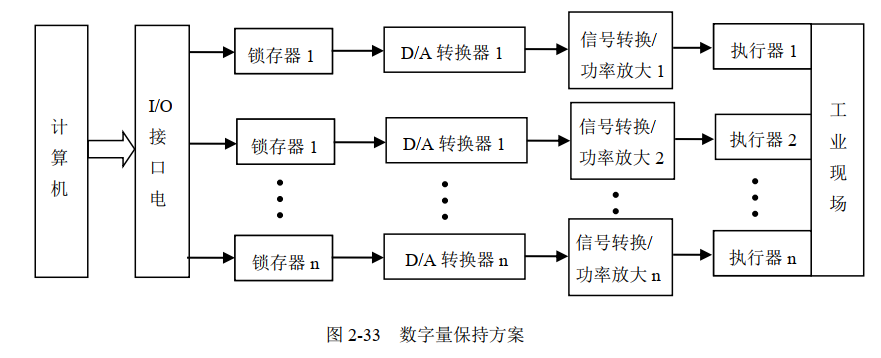 计算机
I/O接口电
锁存器 1
D/A 转换器 1
信号转换/
功率放大 1
执行器 1
锁存器 1
D/A 转换器 1
信号转换/
功率放大 2
执行器 2
锁存器 n
D/A 转换器 n
信号转换/
功率放大 n
执行器 n
工业现场
图 2-33 数字量保持方案